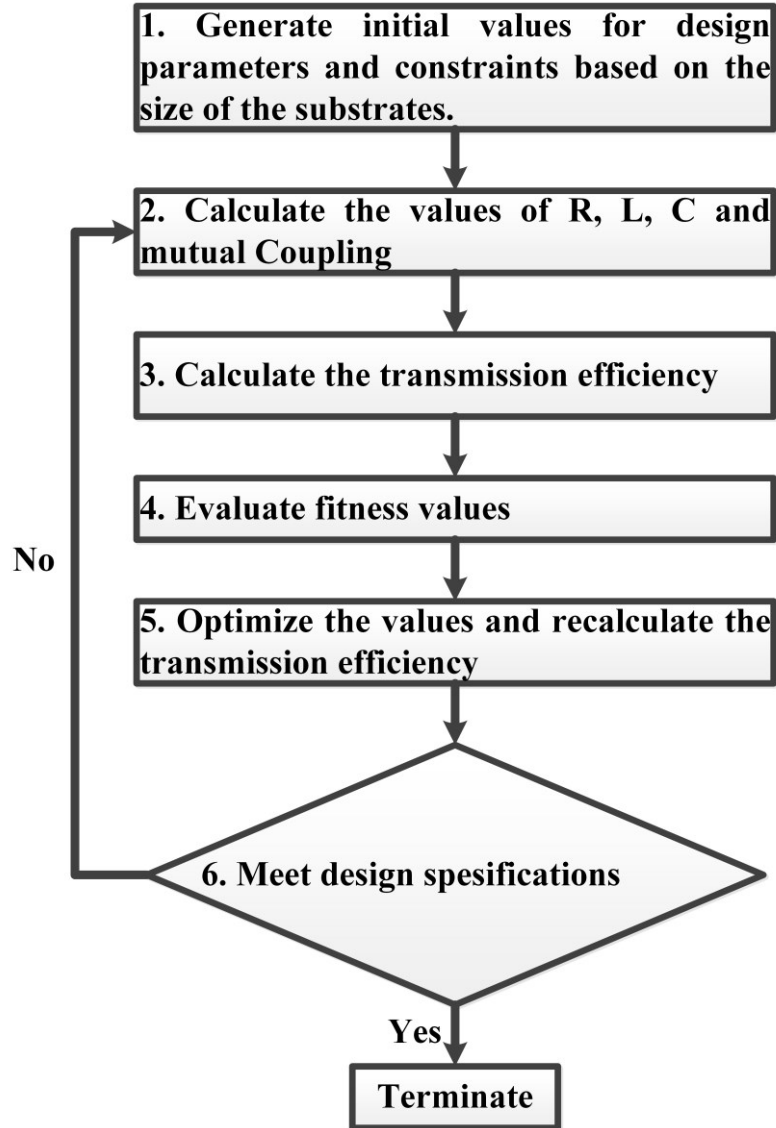 1. Generate initial values for design
parameters and constraints based on the
size of the substrates.
2. Calculate the values of R, L, C and
mutual Coupling
3. Calculate the transmission efficiency
4. Evaluate fitness values
No
5. Optimize the values and recalculate the
transmission efficiency
6. Meet design spesifications
Yes
Terminate